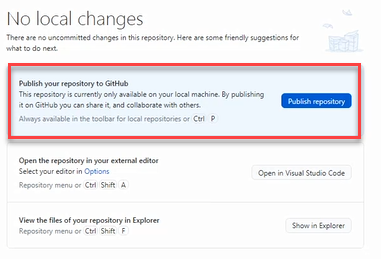 No local changes
There are no uncommitted changes in this repository. Here are some friendly suggestions for
what to do next.
Publish your repository to GitHub
This repository is currently only available on your local machine. By publishing
it on GitHub you can share it, and collaborate with others.
Always available in the toolbar for local repositories or Ctrl P
Publish repository
Open the repository in your external editor
Select your editor in Options
Repository menu or Ctrl Shift A
Open in Visual Studio Code
View the files of your repository in Explorer
Repository menu or Ctrl Shift F
Show in Explorer